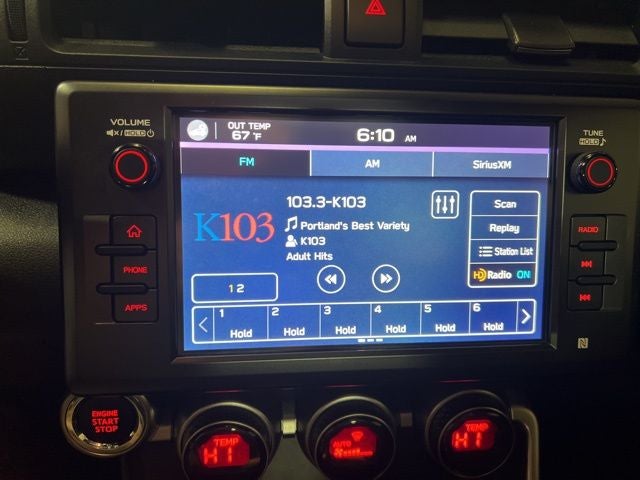 VOLUME
HOLD
OUT TEMP
67 °F
6:10 AM
TUNE
HOLD
FM
AM
SiriusXM
103.3-K103
K103
Portland's Best Variety
K103
Adult Hits
Scan
Replay
Station List
HD Radio ON
1 2
1 Hold
2 Hold
3 Hold
4 Hold
5 Hold
6 Hold
PHONE
APPS
RADIO
ENGINE
START
STOP
TEMP
HI
AUTO
TEMP
HI